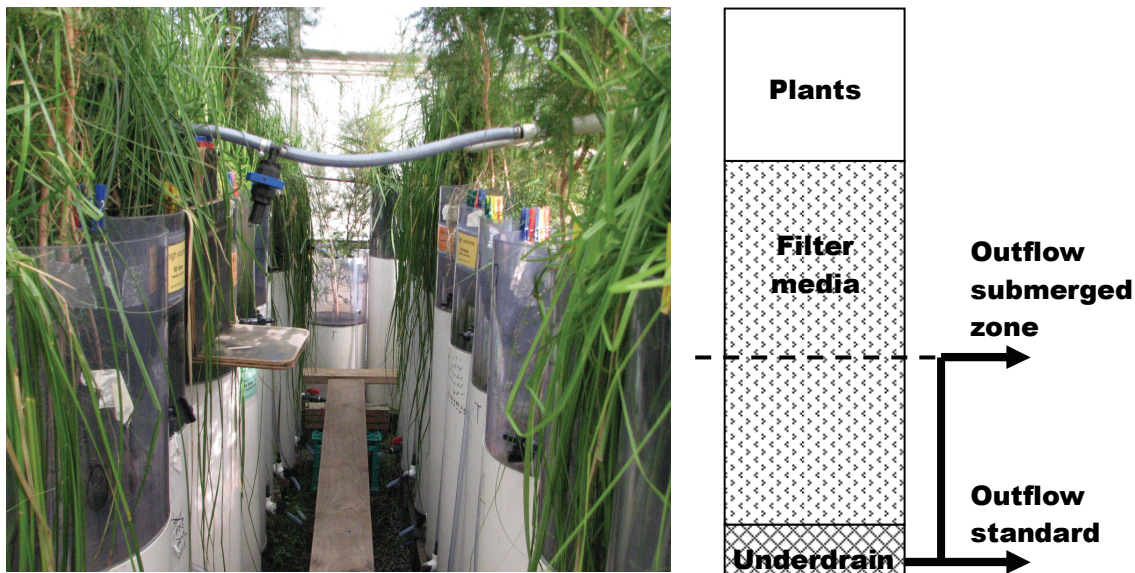 Plants
Filter
media
Outflow
submerged
zone
Outflow
standard
Underdrain